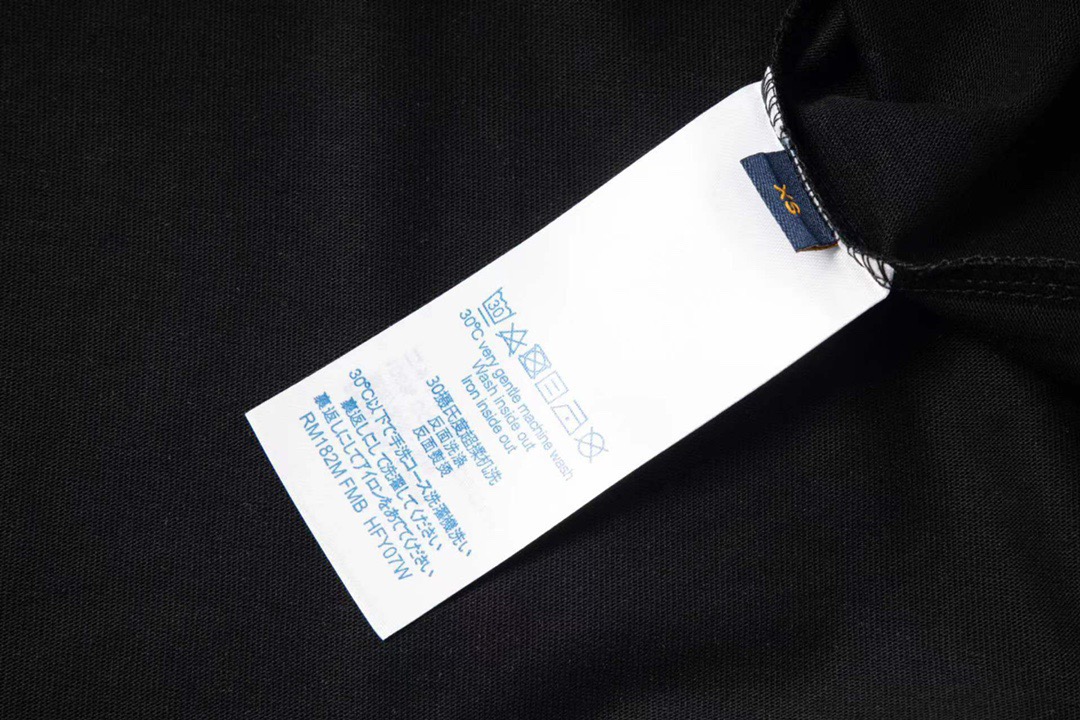 XS
30
30°C very gentle machine wash
Wash inside out
Iron inside out
30摄氏度超柔机洗
反面洗涤
反面熨烫
30℃以下で手洗コース洗濯機洗い
裏返しにして洗濯してください
裏返しにしてアイロンをあててください
RM182M FMB HFY07W